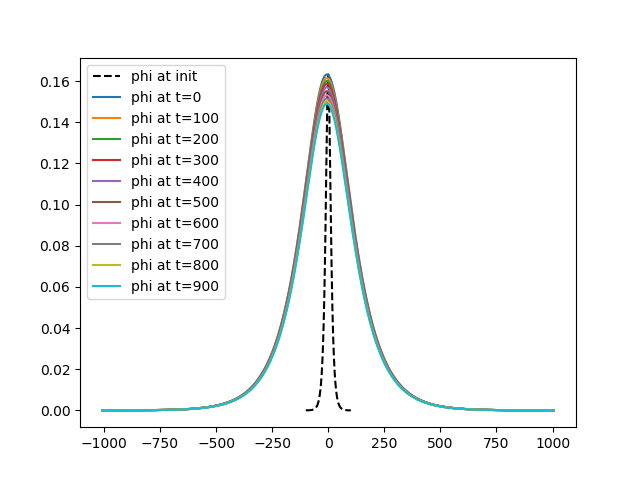 phi at init
phi at t=0
phi at t=100
phi at t=200
phi at t=300
phi at t=400
phi at t=500
phi at t=600
phi at t=700
phi at t=800
phi at t=900
0.16
0.14
0.12
0.10
0.08
0.06
0.04
0.02
0.00
−1000 −750 −500 −250 0 250 500 750 1000